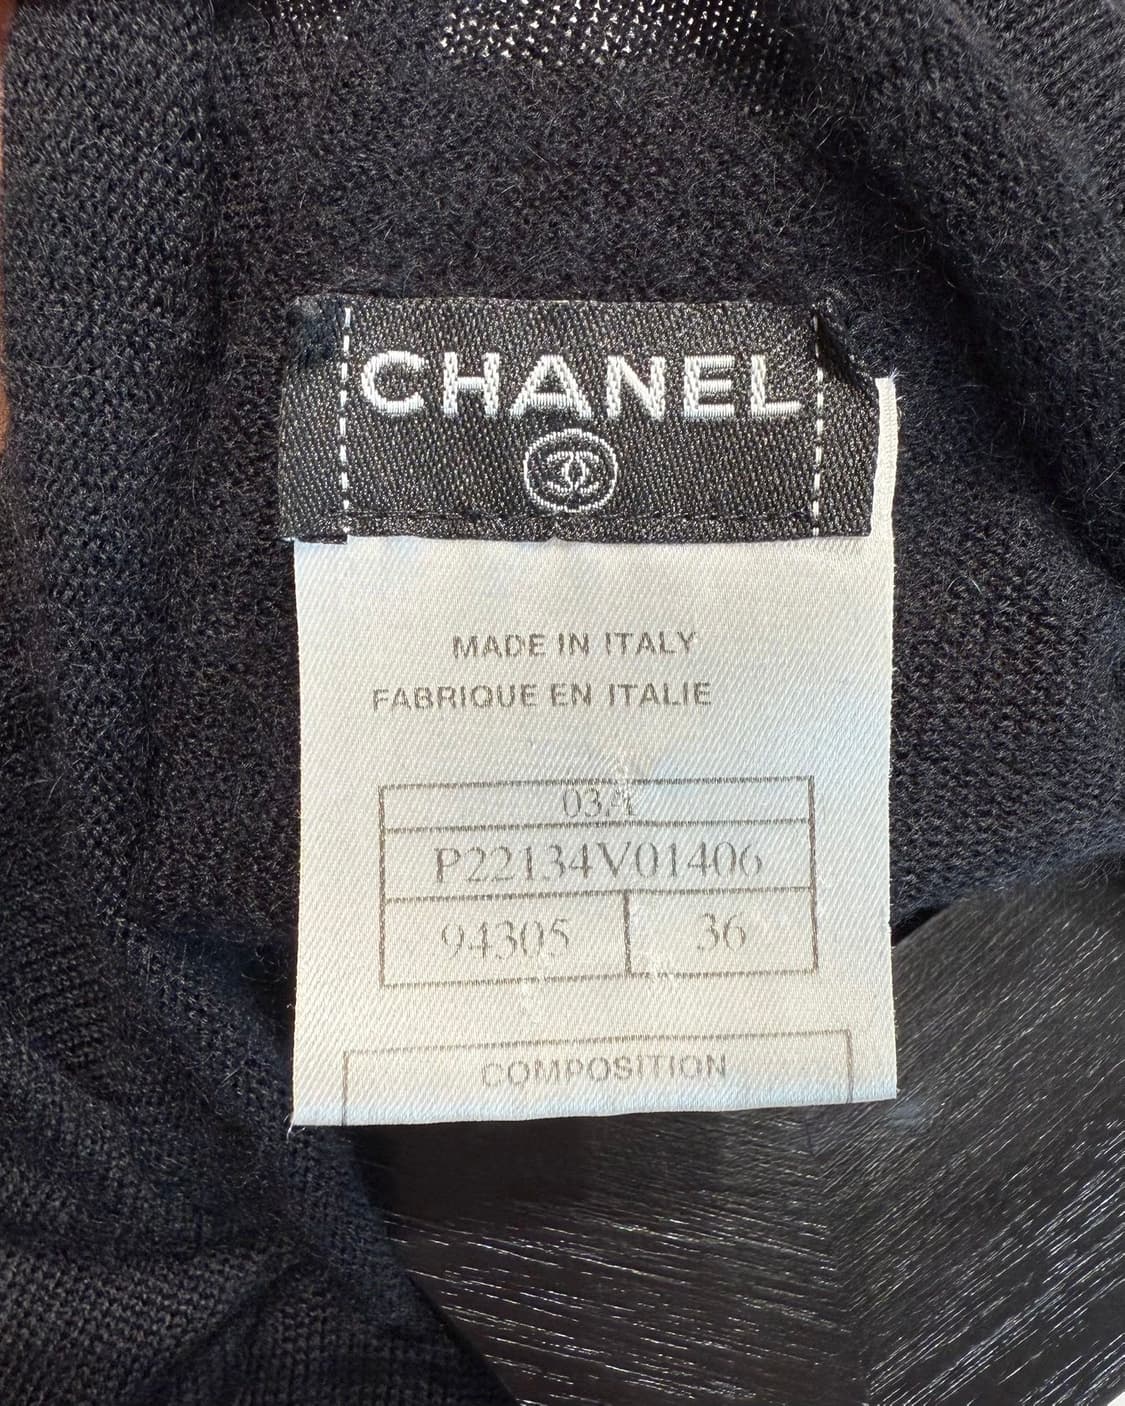 CHANEL
MADE IN ITALY
FABRIQUE EN ITALIE
03A
P22134V01406
94305 36
COMPOSITION